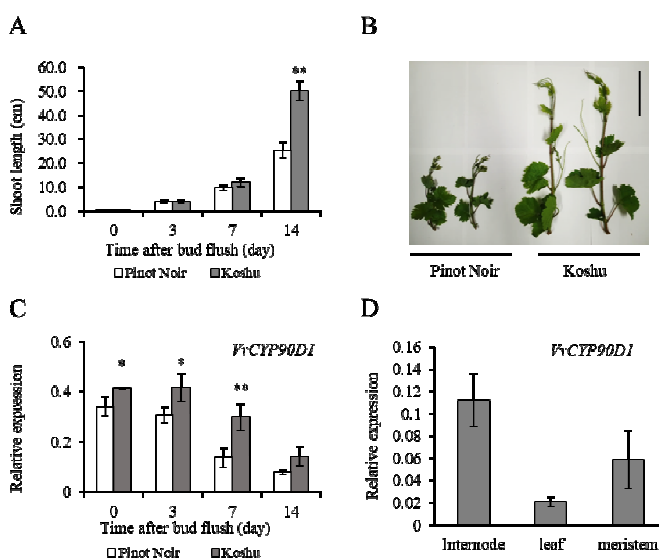 A
60.0
50.0
40.0
30.0
20.0
10.0
0.0
Shoot length (cm)
**
0 3 7 14
Time after bud flush (day)
Pinot Noir Koshu
B
Pinot Noir Koshu
C
VvCYP90D1
0.6
0.4
0.2
0
Relative expression
* * **
0 3 7 14
Time after bud flush (day)
Pinot Noir Koshu
D
VvCYP90D1
0.16
0.14
0.12
0.1
0.08
0.06
0.04
0.02
0
Relative expression
Internode leaf meristem